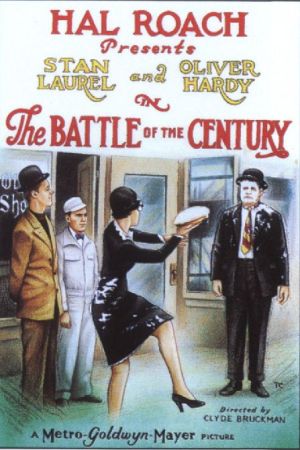 HAL ROACH
Presents
STAN LAUREL and OLIVER HARDY
IN
The BATTLE OF THE CENTURY
Sho
Directed by
CLYDE BRUCKMAN
A METRO-Goldwyn-MAYER PICTURE